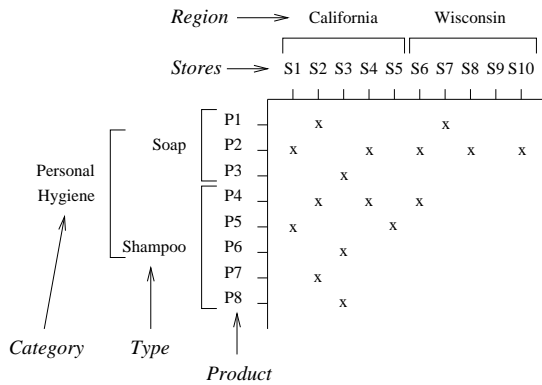 Region California Wisconsin
Stores S1 S2 S3 S4 S5 S6 S7 S8 S9 S10
P1 x x
Soap P2 x x x x x
P3 x
Personal
Hygiene
P4 x x x
P5 x x
Shampoo P6 x
P7 x
P8 x
Category Type
Product